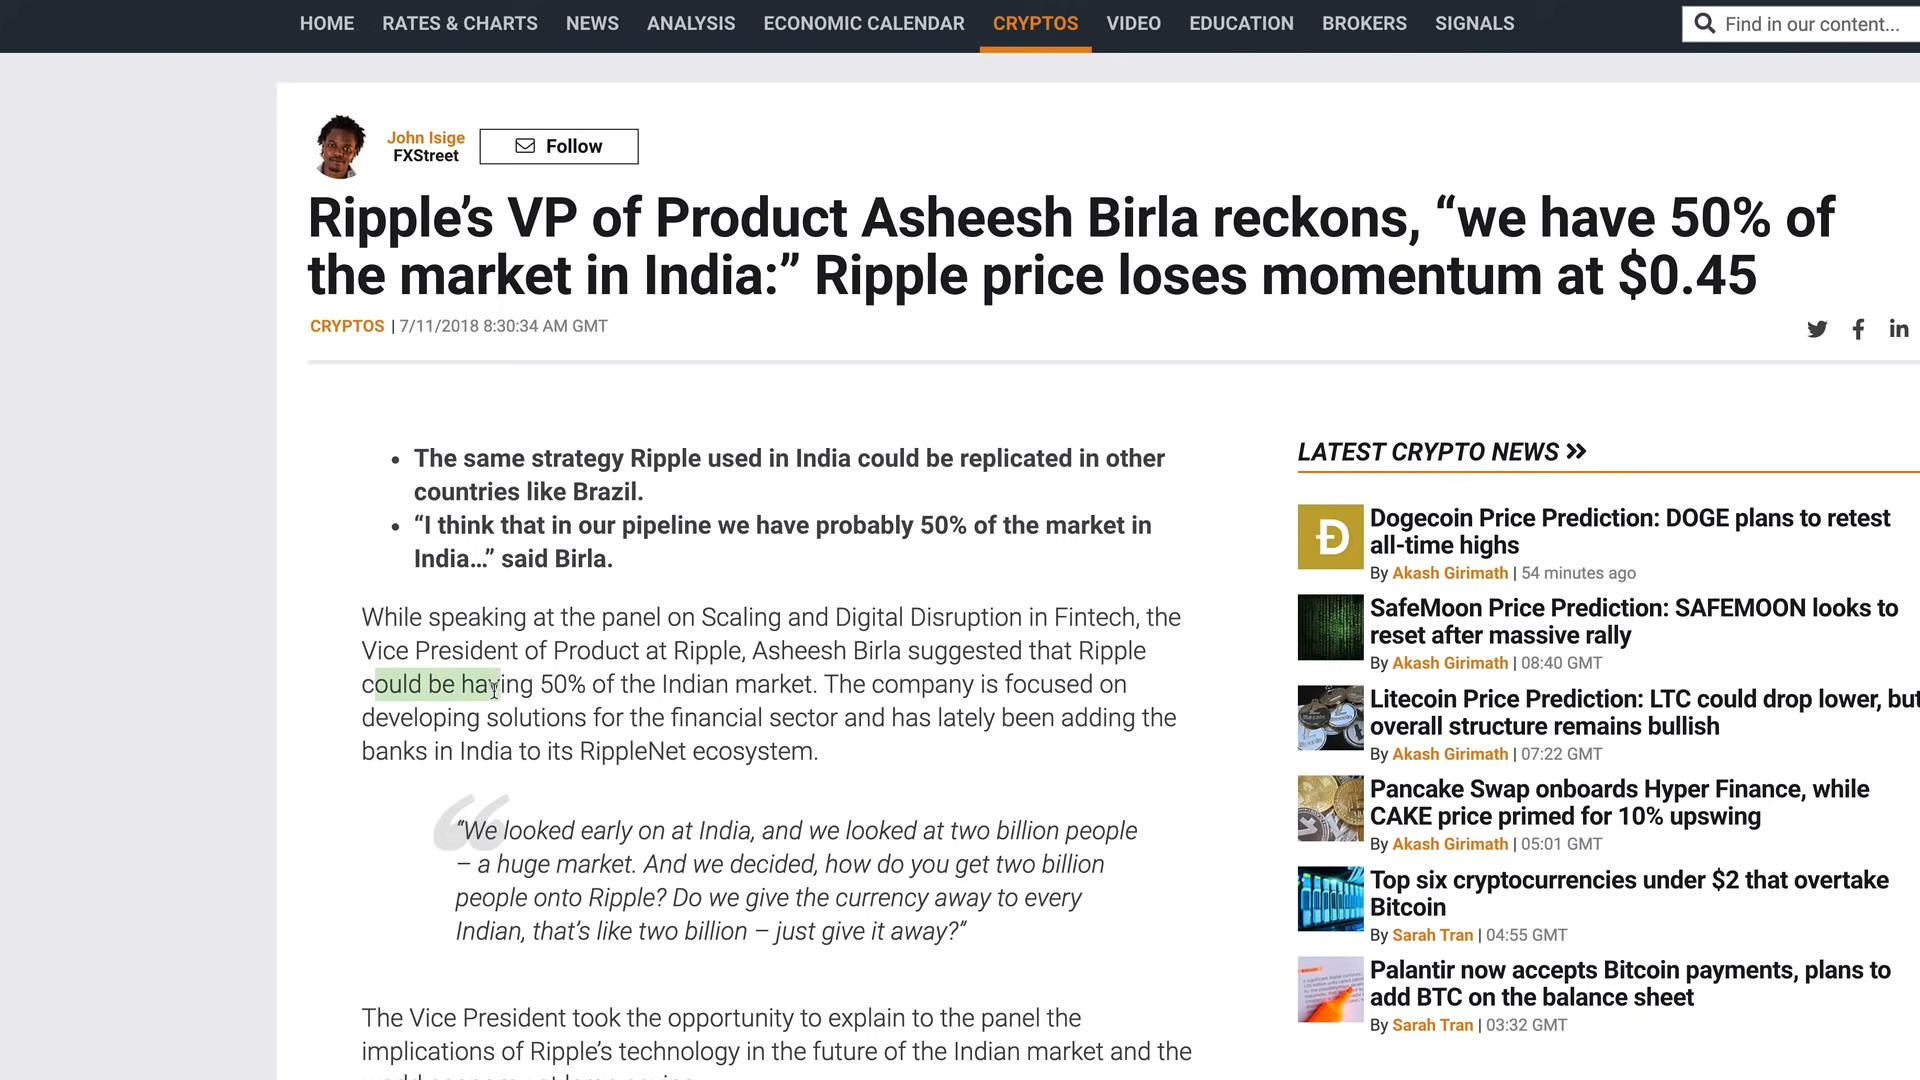 HOME RATES & CHARTS NEWS ANALYSIS ECONOMIC CALENDAR CRYPTOS VIDEO EDUCATION BROKERS SIGNALS Find in our content...
John Isige
FXStreet
Follow
Ripple’s VP of Product Asheesh Birla reckons, “we have 50% of
the market in India:” Ripple price loses momentum at $0.45
CRYPTOS | 7/11/2018 8:30:34 AM GMT
• The same strategy Ripple used in India could be replicated in other
countries like Brazil.
• “I think that in our pipeline we have probably 50% of the market in
India…” said Birla.
While speaking at the panel on Scaling and Digital Disruption in Fintech, the
Vice President of Product at Ripple, Asheesh Birla suggested that Ripple
could be having 50% of the Indian market. The company is focused on
developing solutions for the financial sector and has lately been adding the
banks in India to its RippleNet ecosystem.
“We looked early on at India, and we looked at two billion people
– a huge market. And we decided, how do you get two billion
people onto Ripple? Do we give the currency away to every
Indian, that’s like two billion – just give it away?”
The Vice President took the opportunity to explain to the panel the
implications of Ripple’s technology in the future of the Indian market and the
LATEST CRYPTO NEWS
Dogecoin Price Prediction: DOGE plans to retest
all-time highs
By Akash Girimath | 54 minutes ago
SafeMoon Price Prediction: SAFEMOON looks to
reset after massive rally
By Akash Girimath | 08:40 GMT
Litecoin Price Prediction: LTC could drop lower, but
overall structure remains bullish
By Akash Girimath | 07:22 GMT
Pancake Swap onboards Hyper Finance, while
CAKE price primed for 10% upswing
By Akash Girimath | 05:01 GMT
Top six cryptocurrencies under $2 that overtake
Bitcoin
By Sarah Tran | 04:55 GMT
Palantir now accepts Bitcoin payments, plans to
add BTC on the balance sheet
By Sarah Tran | 03:32 GMT